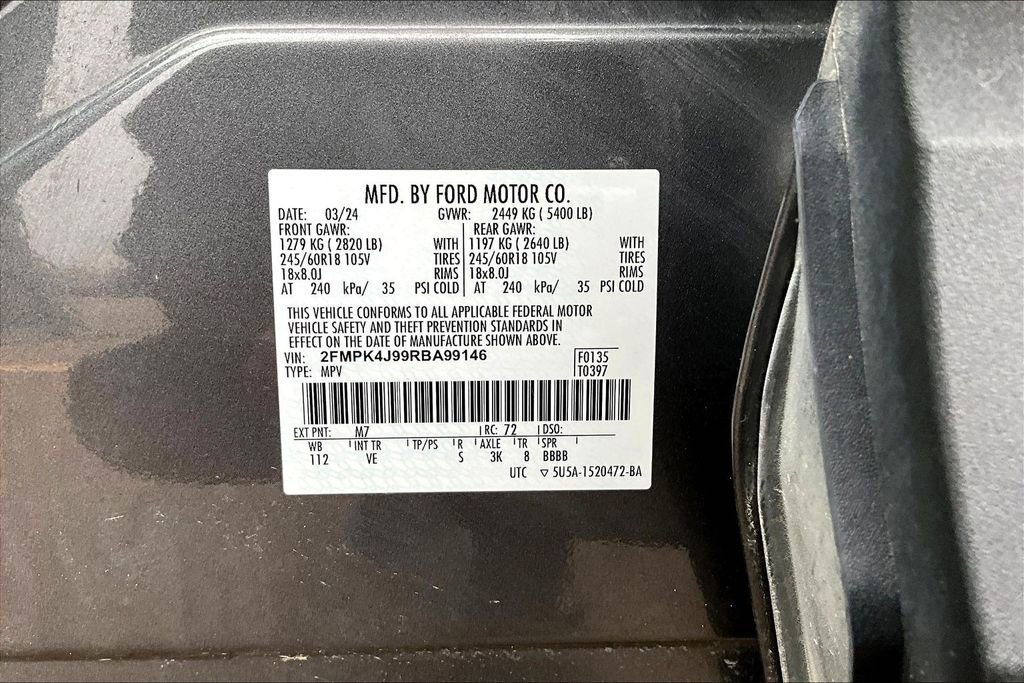 MFD. BY FORD MOTOR CO.
DATE: 03/24 GVWR: 2449 KG ( 5400 LB)
FRONT GAWR: REAR GAWR:
1279 KG ( 2820 LB) WITH 1197 KG ( 2640 LB) WITH
245/60R18 105V TIRES 245/60R18 105V TIRES
18x8.0J RIMS 18x8.0J RIMS
AT 240 kPa/ 35 PSI COLD AT 240 kPa/ 35 PSI COLD
THIS VEHICLE CONFORMS TO ALL APPLICABLE FEDERAL MOTOR
VEHICLE SAFETY AND THEFT PREVENTION STANDARDS IN
EFFECT ON THE DATE OF MANUFACTURE SHOWN ABOVE.
VIN: 2FMPK4J99RBA99146 F0135
TYPE: MPV T0397
EXT PNT: M7 RC: 72 DSO:
WB INT TR TP/PS R AXLE TR SPR
112 VE S 3K 8 BBBB
UTC ▽ 5U5A-1520472-BA